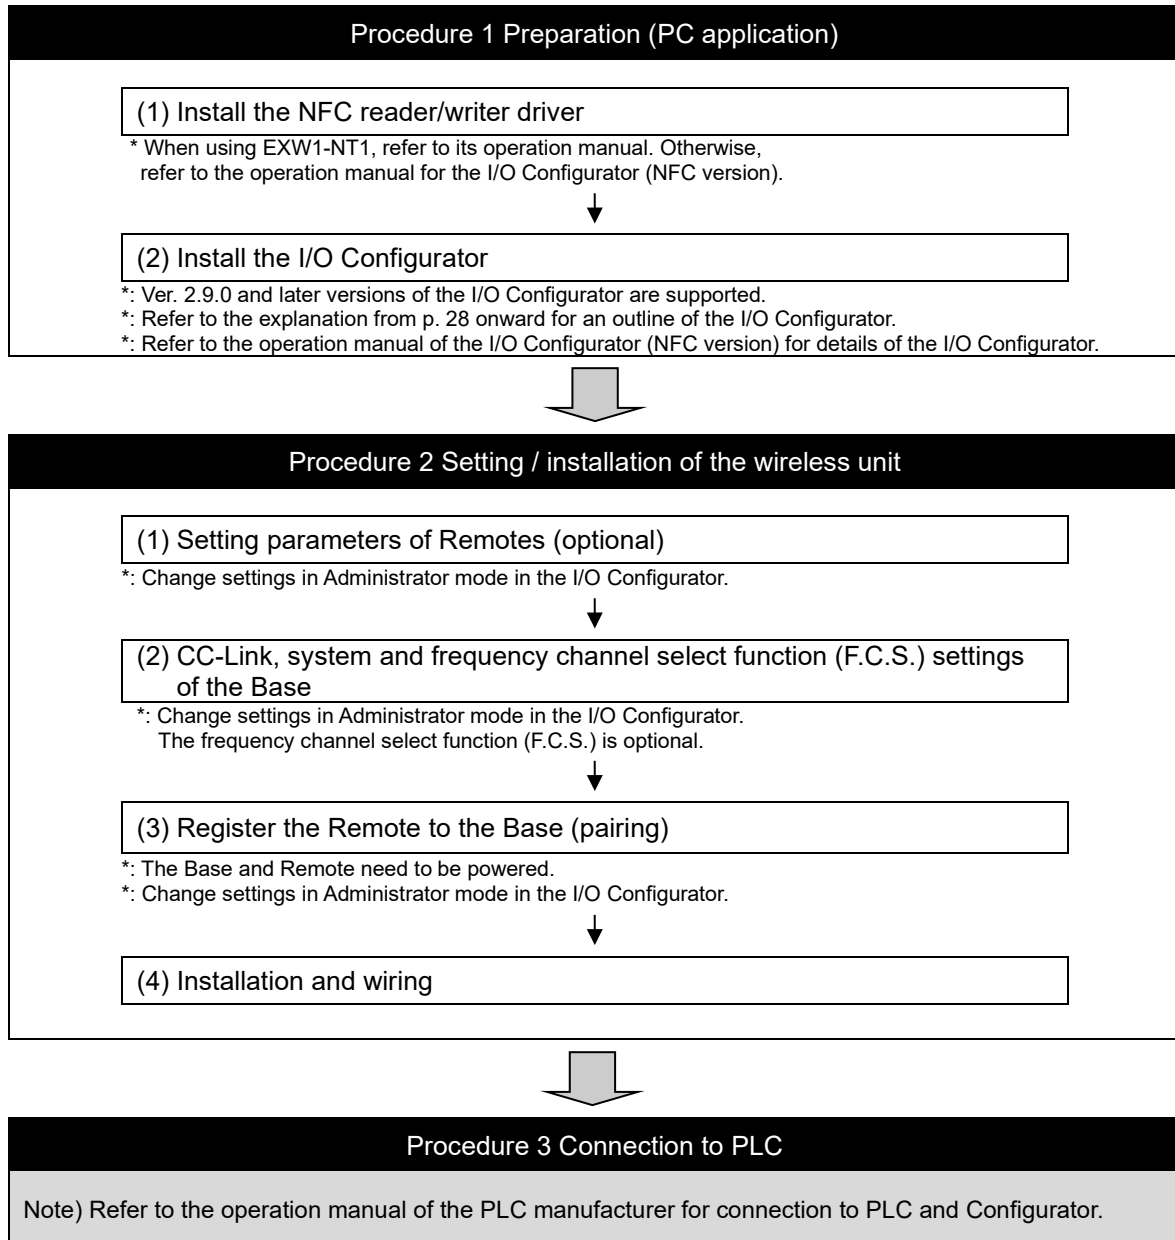 Procedure 1 Preparation (PC application)
(1) Install the NFC reader/writer driver
* When using EXW1-NT1, refer to its operation manual. Otherwise,
refer to the operation manual for the I/O Configurator (NFC version).
(2) Install the I/O Configurator
*: Ver. 2.9.0 and later versions of the I/O Configurator are supported.
*: Refer to the explanation from p. 28 onward for an outline of the I/O Configurator.
*: Refer to the operation manual of the I/O Configurator (NFC version) for details of the I/O Configurator.
Procedure 2 Setting / installation of the wireless unit
(1) Setting parameters of Remotes (optional)
*: Change settings in Administrator mode in the I/O Configurator.
(2) CC-Link, system and frequency channel select function (F.C.S.) settings
of the Base
*: Change settings in Administrator mode in the I/O Configurator.
The frequency channel select function (F.C.S.) is optional.
(3) Register the Remote to the Base (pairing)
*: The Base and Remote need to be powered.
*: Change settings in Administrator mode in the I/O Configurator.
(4) Installation and wiring
Procedure 3 Connection to PLC
Note) Refer to the operation manual of the PLC manufacturer for connection to PLC and Configurator.